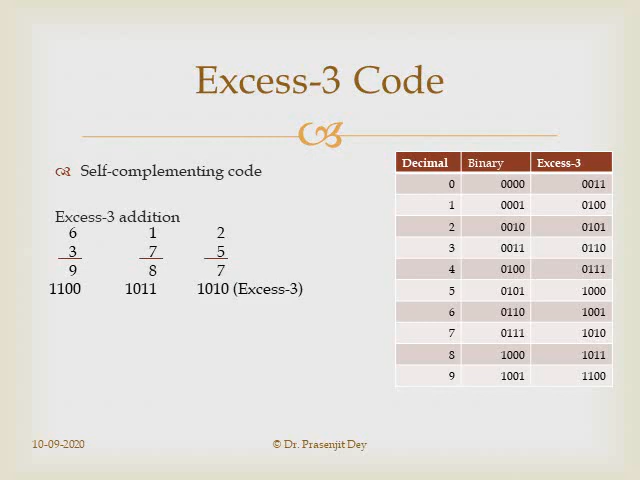 Excess-3 Code
Self-complementing code
Excess-3 addition
6 1 2
3 7 5
9 8 7
1100 1011 1010 (Excess-3)
Decimal Binary Excess-3
0 0000 0011
1 0001 0100
2 0010 0101
3 0011 0110
4 0100 0111
5 0101 1000
6 0110 1001
7 0111 1010
8 1000 1011
9 1001 1100
10-09-2020 © Dr. Prasenjit Dey